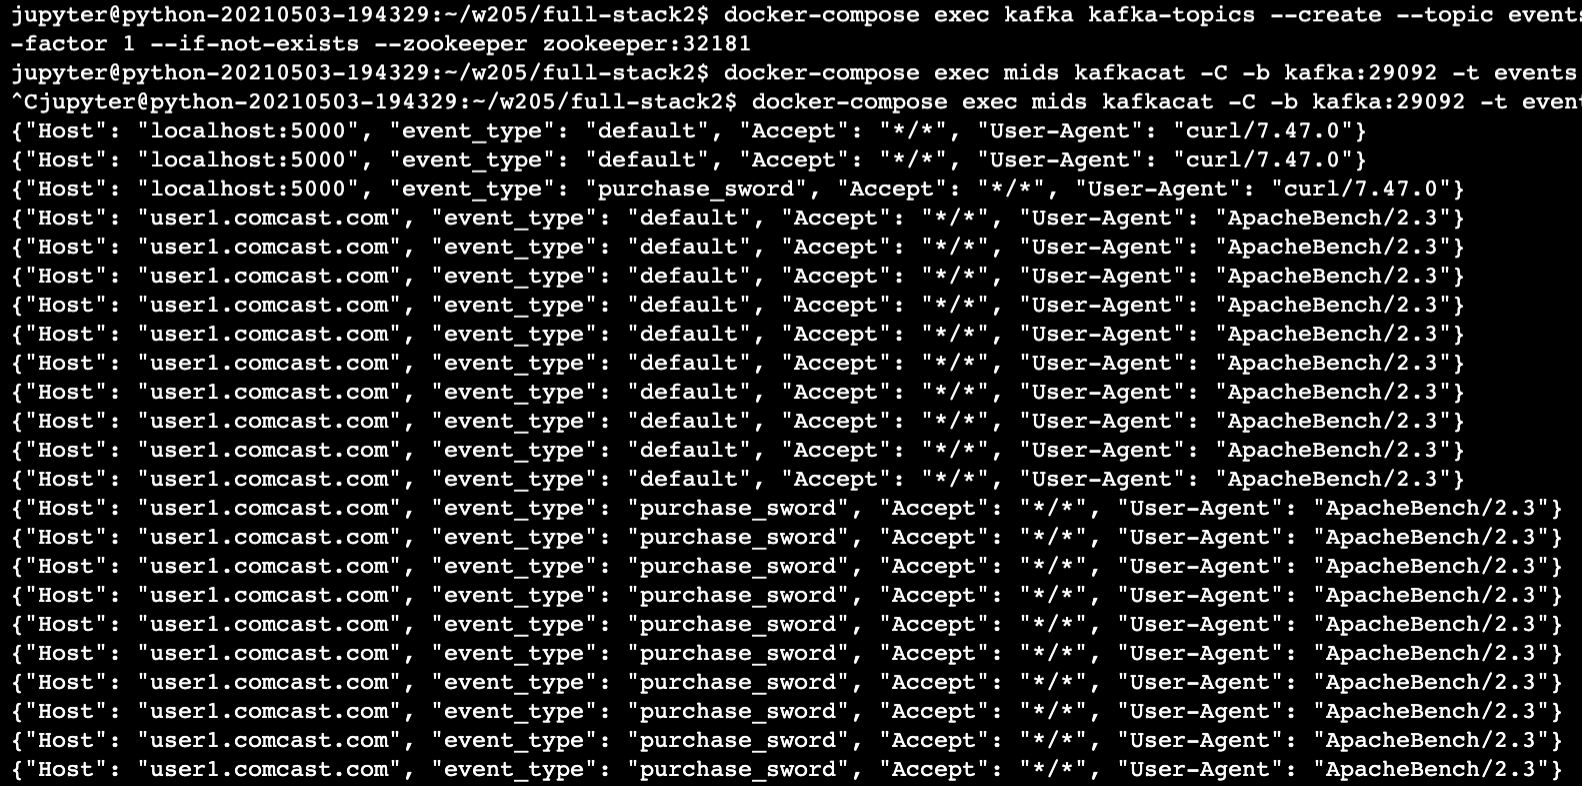 jupyter@python-20210503-194329:~/w205/full-stack2$ docker-compose exec kafka kafka-topics --create --topic events
-factor 1 --if-not-exists --zookeeper zookeeper:32181
jupyter@python-20210503-194329:~/w205/full-stack2$ docker-compose exec mids kafkacat -C -b kafka:29092 -t events
^Cjupyter@python-20210503-194329:~/w205/full-stack2$ docker-compose exec mids kafkacat -C -b kafka:29092 -t event
{"Host": "localhost:5000", "event_type": "default", "Accept": "*/*", "User-Agent": "curl/7.47.0"}
{"Host": "localhost:5000", "event_type": "default", "Accept": "*/*", "User-Agent": "curl/7.47.0"}
{"Host": "localhost:5000", "event_type": "purchase_sword", "Accept": "*/*", "User-Agent": "curl/7.47.0"}
{"Host": "user1.comcast.com", "event_type": "default", "Accept": "*/*", "User-Agent": "ApacheBench/2.3"}
{"Host": "user1.comcast.com", "event_type": "default", "Accept": "*/*", "User-Agent": "ApacheBench/2.3"}
{"Host": "user1.comcast.com", "event_type": "default", "Accept": "*/*", "User-Agent": "ApacheBench/2.3"}
{"Host": "user1.comcast.com", "event_type": "default", "Accept": "*/*", "User-Agent": "ApacheBench/2.3"}
{"Host": "user1.comcast.com", "event_type": "default", "Accept": "*/*", "User-Agent": "ApacheBench/2.3"}
{"Host": "user1.comcast.com", "event_type": "default", "Accept": "*/*", "User-Agent": "ApacheBench/2.3"}
{"Host": "user1.comcast.com", "event_type": "default", "Accept": "*/*", "User-Agent": "ApacheBench/2.3"}
{"Host": "user1.comcast.com", "event_type": "default", "Accept": "*/*", "User-Agent": "ApacheBench/2.3"}
{"Host": "user1.comcast.com", "event_type": "default", "Accept": "*/*", "User-Agent": "ApacheBench/2.3"}
{"Host": "user1.comcast.com", "event_type": "default", "Accept": "*/*", "User-Agent": "ApacheBench/2.3"}
{"Host": "user1.comcast.com", "event_type": "purchase_sword", "Accept": "*/*", "User-Agent": "ApacheBench/2.3"}
{"Host": "user1.comcast.com", "event_type": "purchase_sword", "Accept": "*/*", "User-Agent": "ApacheBench/2.3"}
{"Host": "user1.comcast.com", "event_type": "purchase_sword", "Accept": "*/*", "User-Agent": "ApacheBench/2.3"}
{"Host": "user1.comcast.com", "event_type": "purchase_sword", "Accept": "*/*", "User-Agent": "ApacheBench/2.3"}
{"Host": "user1.comcast.com", "event_type": "purchase_sword", "Accept": "*/*", "User-Agent": "ApacheBench/2.3"}
{"Host": "user1.comcast.com", "event_type": "purchase_sword", "Accept": "*/*", "User-Agent": "ApacheBench/2.3"}
{"Host": "user1.comcast.com", "event_type": "purchase_sword", "Accept": "*/*", "User-Agent": "ApacheBench/2.3"}
{"Host": "user1.comcast.com", "event_type": "purchase_sword", "Accept": "*/*", "User-Agent": "ApacheBench/2.3"}
{"Host": "user1.comcast.com", "event_type": "purchase_sword", "Accept": "*/*", "User-Agent": "ApacheBench/2.3"}
{"Host": "user1.comcast.com", "event_type": "purchase_sword", "Accept": "*/*", "User-Agent": "ApacheBench/2.3"}